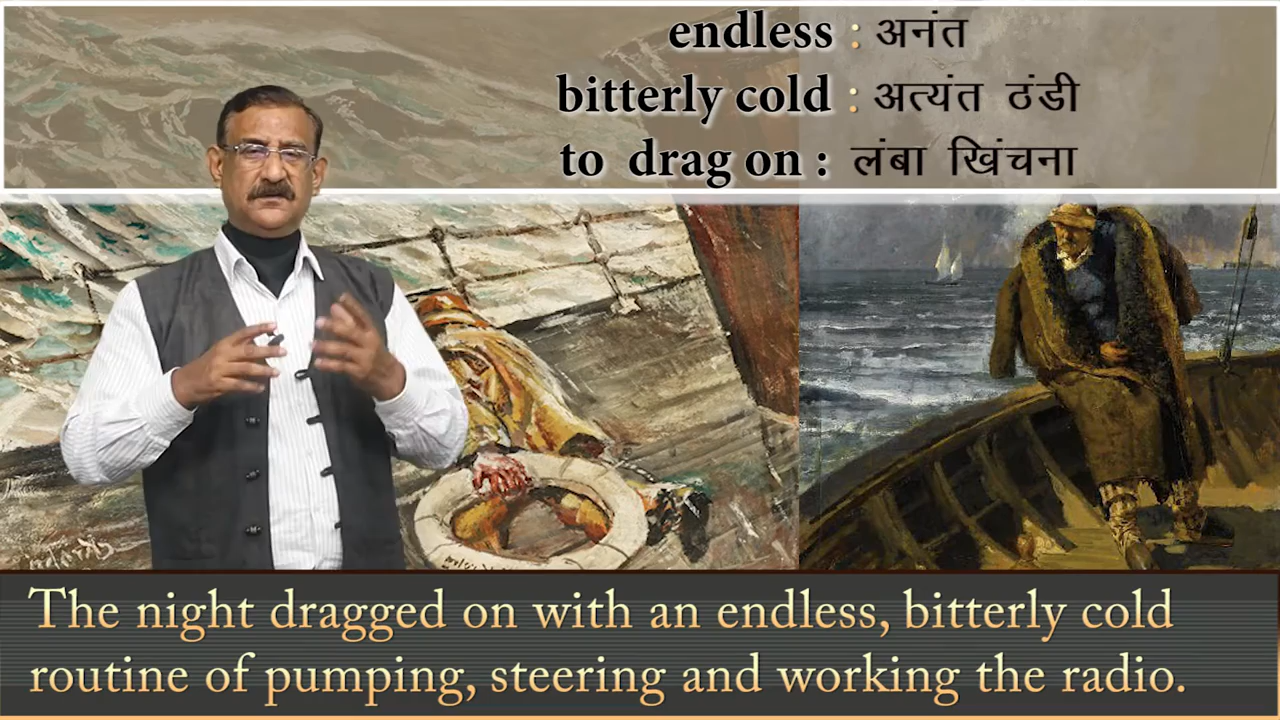 endless : अनंत
bitterly cold : अत्यंत ठंडी
to drag on : लंबा खिंचना
The night dragged on with an endless, bitterly cold
routine of pumping, steering and working the radio.